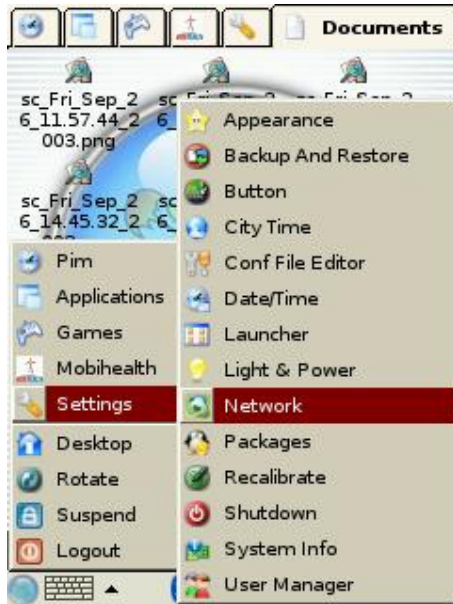 Documents
sc_Fri_Sep_2
6_11.57.44_2
003.png
sc_Fri_Sep_2
6_14.45.32_2
Appearance
Backup And Restore
Button
City Time
Conf File Editor
Date/Time
Launcher
Light & Power
Network
Packages
Recalibrate
Shutdown
System Info
User Manager
Pim
Applications
Games
Mobihealth
Settings
Desktop
Rotate
Suspend
Logout